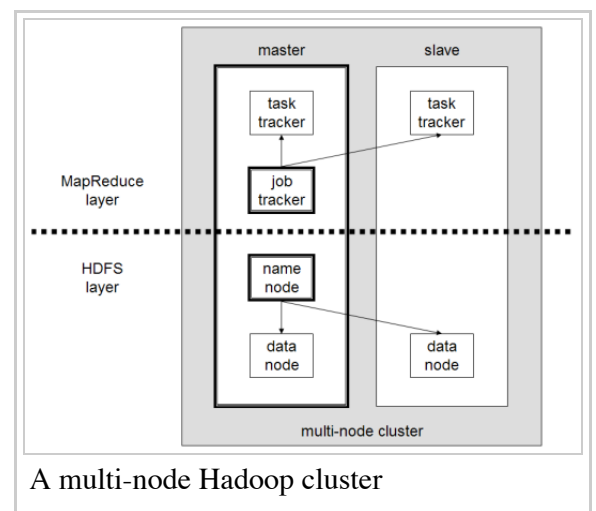 master
slave
task
tracker
task
tracker
MapReduce
layer
job
tracker
HDFS
layer
name
node
data
node
data
node
multi-node cluster
A multi-node Hadoop cluster